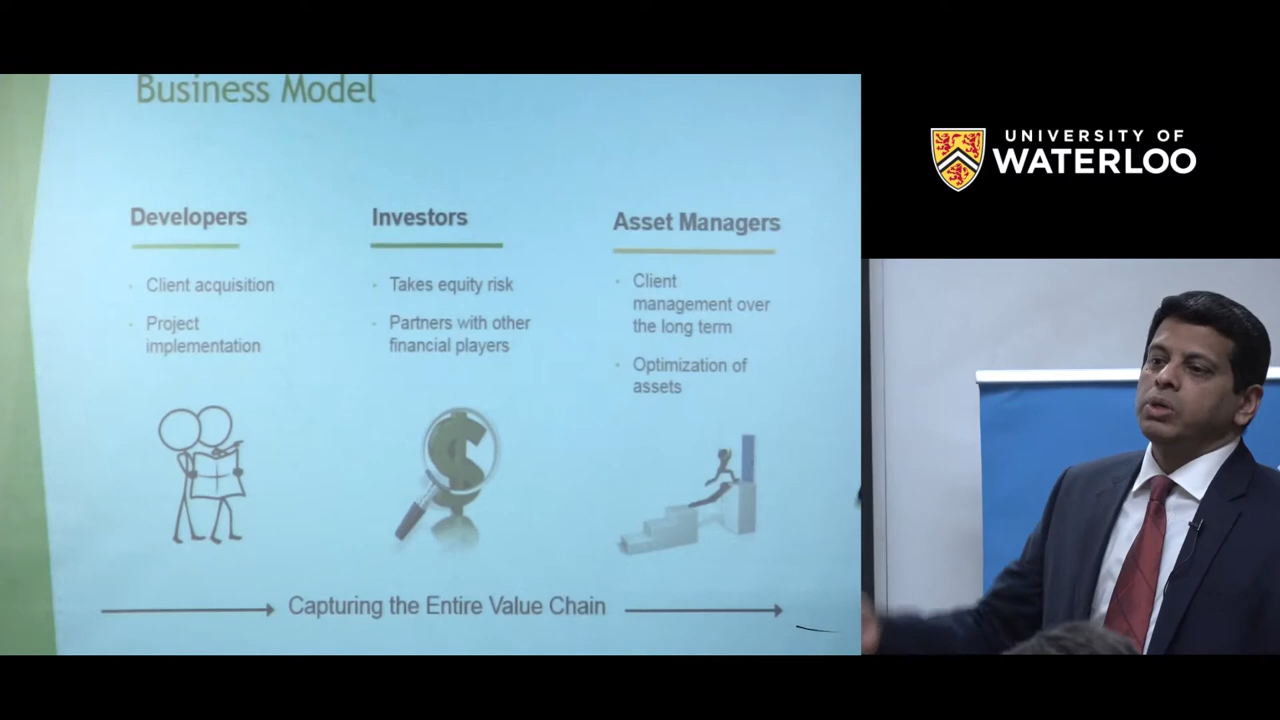 Business Model
UNIVERSITY OF
WATERLOO
Developers
Client acquisition
Project
implementation
Investors
Takes equity risk
Partners with other
financial players
$
Asset Managers
Client
management over
the long term
Optimization of
assets
Capturing the Entire Value Chain